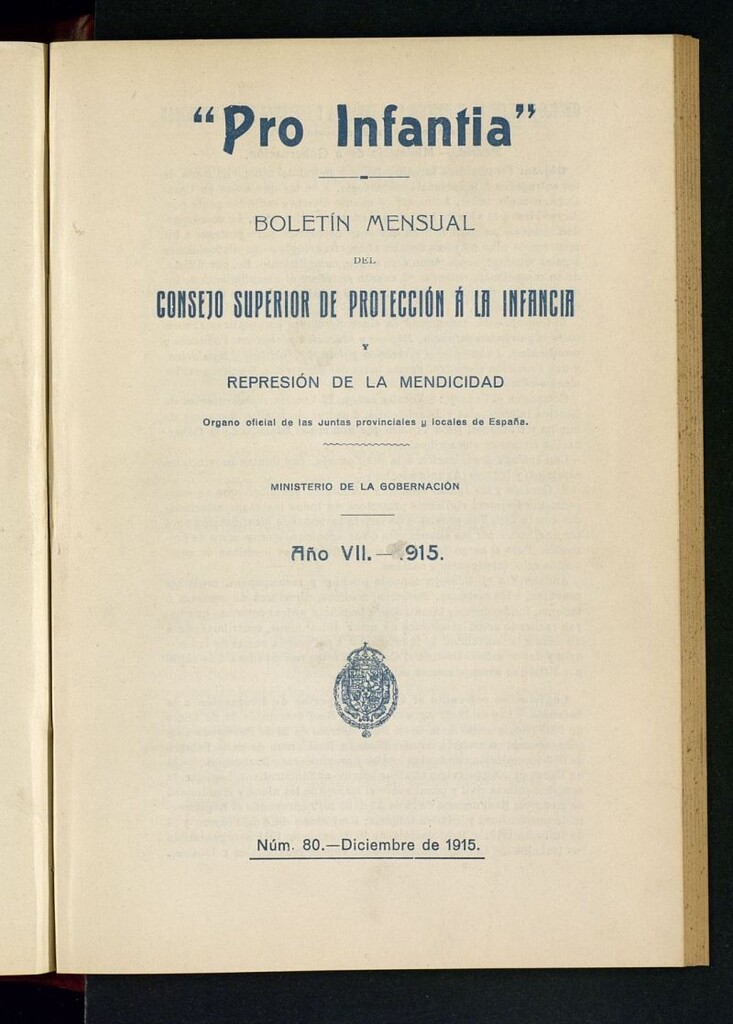 “Pro Infantia”
BOLETÍN MENSUAL
DEL
CONSEJO SUPERIOR DE PROTECCIÓN Á LA INFANCIA
Y
REPRESIÓN DE LA MENDICIDAD
Organo oficial de las Juntas provinciales y locales de España.
MINISTERIO DE LA GOBERNACIÓN
Año VII.— .915.
Núm. 80.—Diciembre de 1915.